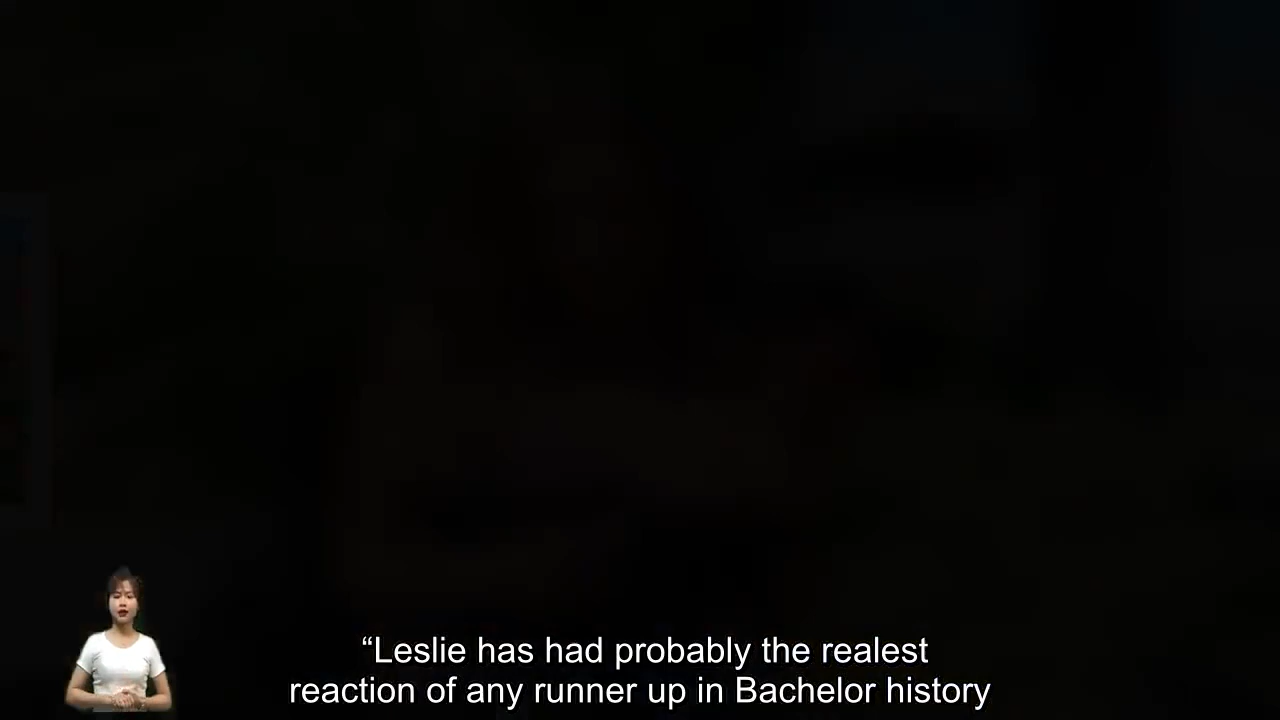 “Leslie has had probably the realest
reaction of any runner up in Bachelor history